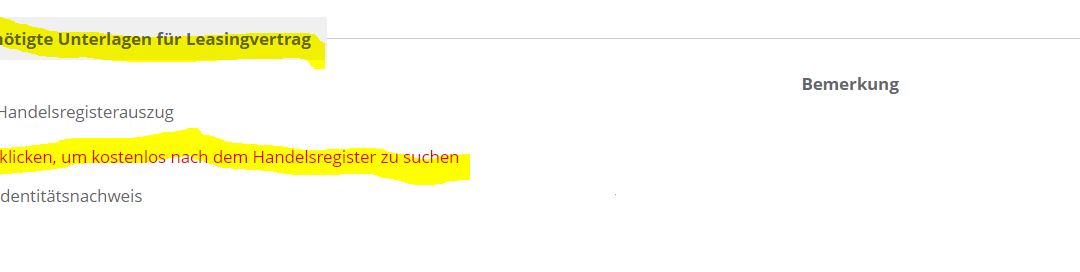 nötigte Unterlagen für Leasingvertrag
Bemerkung
Handelsregisterauszug
klicken, um kostenlos nach dem Handelsregister zu suchen
dentitätsnachweis